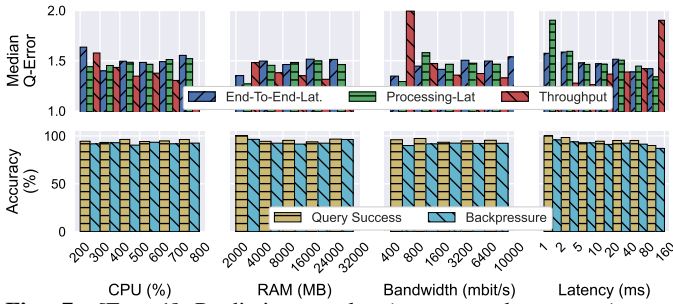 2.0
1.5
1.0
Median
Q-Error
End-To-End-Lat.
Processing-Lat
Throughput
100
50
0
Accuracy
(%)
Query Success
Backpressure
200 300 400 500 600 700 800
2000 4000 8000 16000 24000 32000
400 800 1600 3200 6400 10000
1 2 5 10 20 40 80 160
CPU (%)
RAM (MB)
Bandwidth (mbit/s)
Latency (ms)